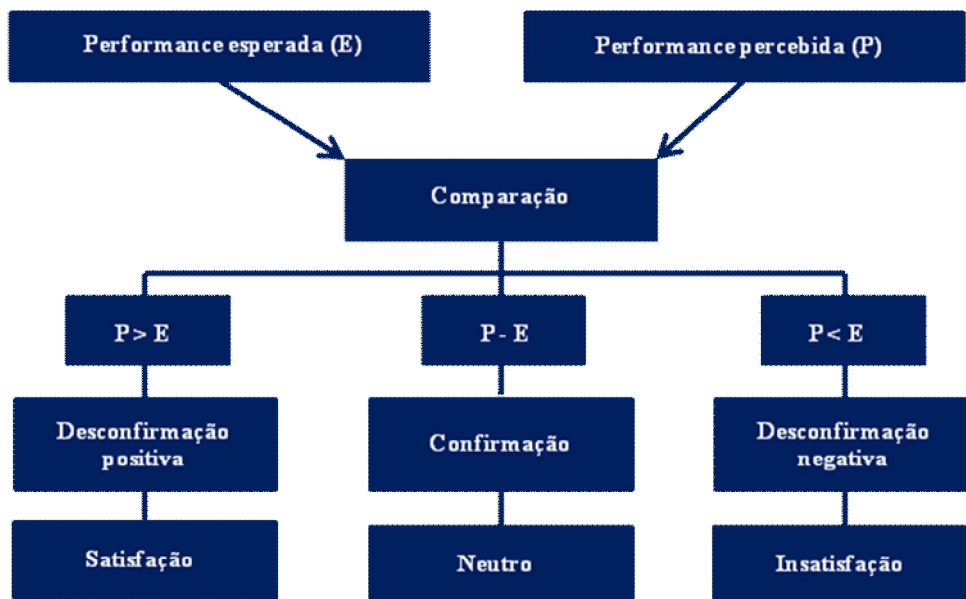 Performance esperada (E)
Performance percebida (P)
Comparação
P> E
P- E
P< E
Desconfirmação
positiva
Confirmação
Desconfirmação
negativa
Satisfação
Neutro
Insatisfação